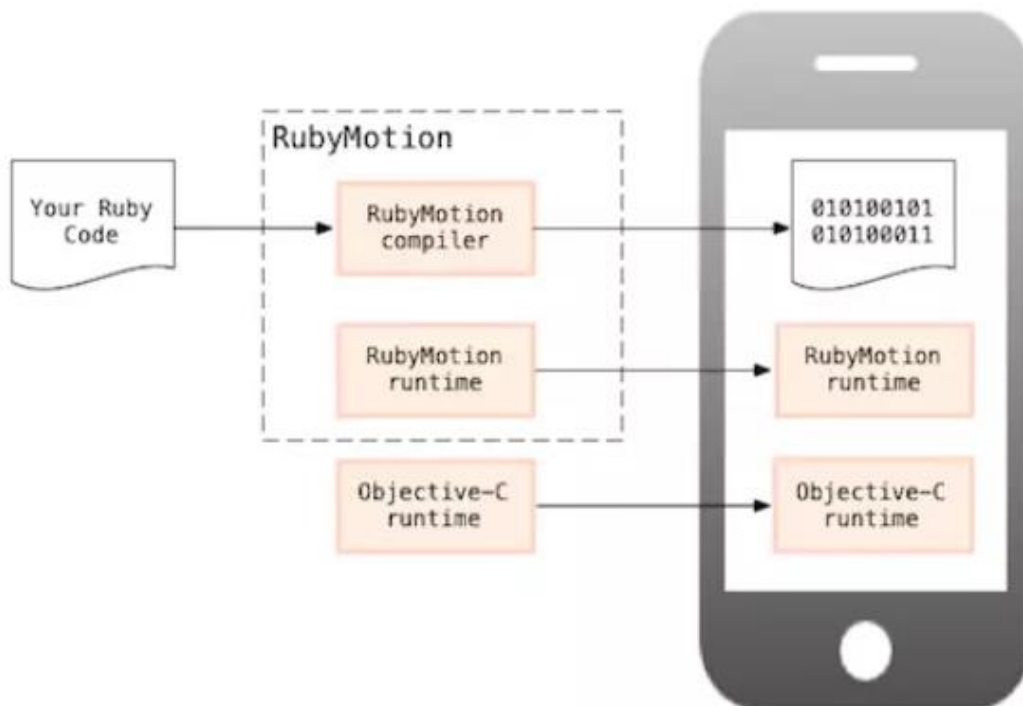 RubyMotion
Your Ruby
Code
RubyMotion
compiler
010100101
010100011
RubyMotion
runtime
RubyMotion
runtime
Objective-C
runtime
Objective-C
runtime